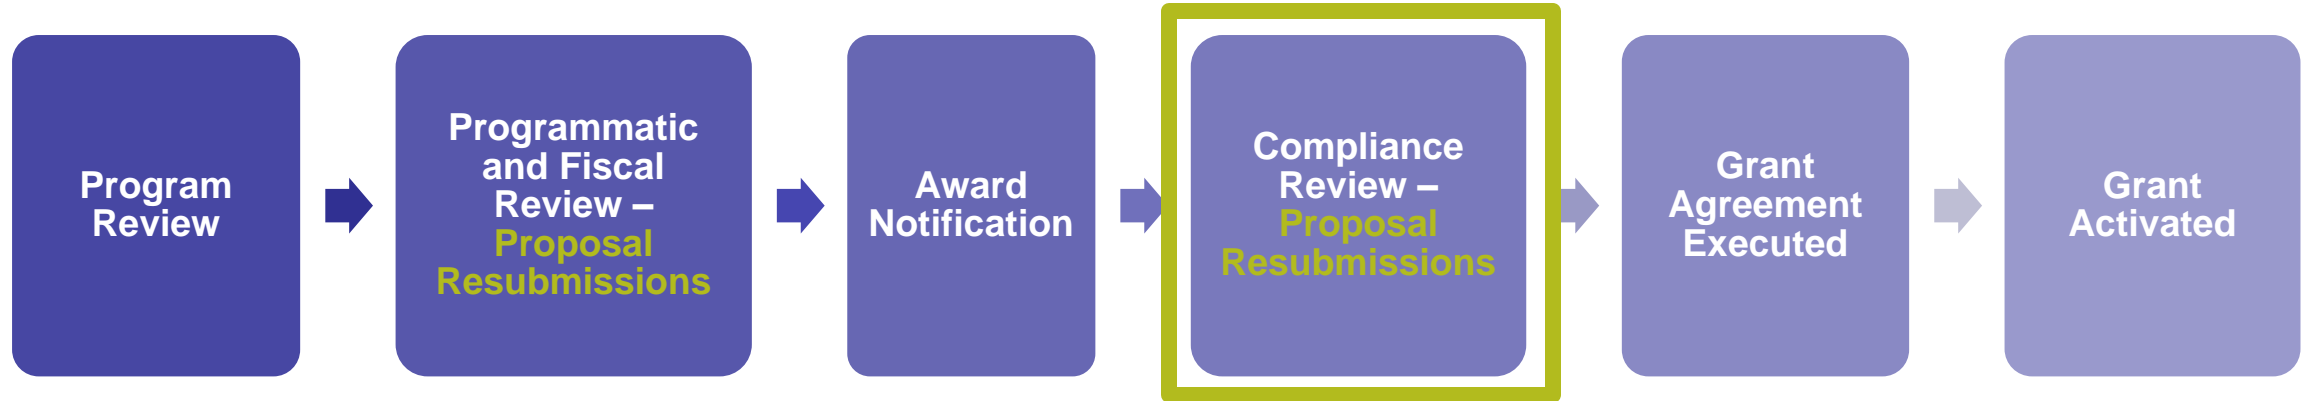 Program
Review
Programmatic
and Fiscal
Review –
Proposal
Resubmissions
Award
Notification
Compliance
Review –
Proposal
Resubmissions
Grant
Agreement
Executed
Grant
Activated